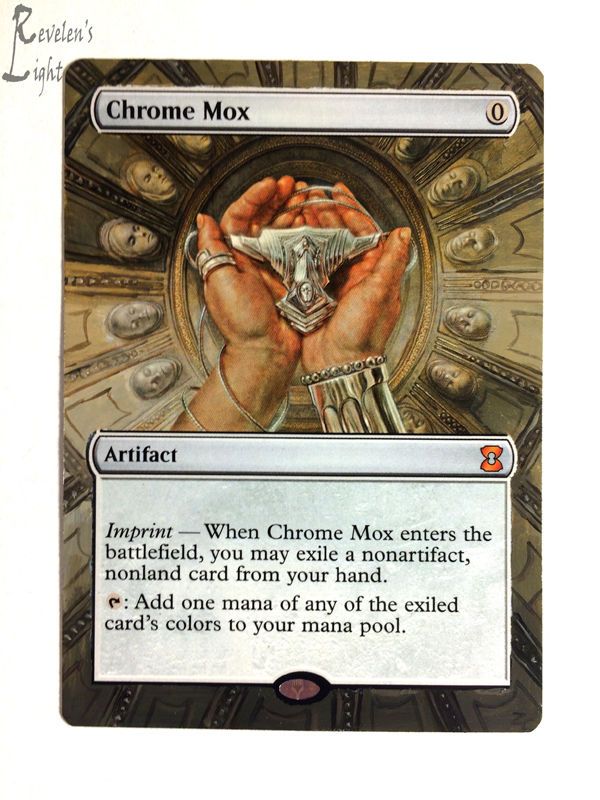 Revelen's
Light
Chrome Mox
0
Artifact
Imprint — When Chrome Mox enters the
battlefield, you may exile a nonartifact,
nonland card from your hand.
: Add one mana of any of the exiled
card's colors to your mana pool.